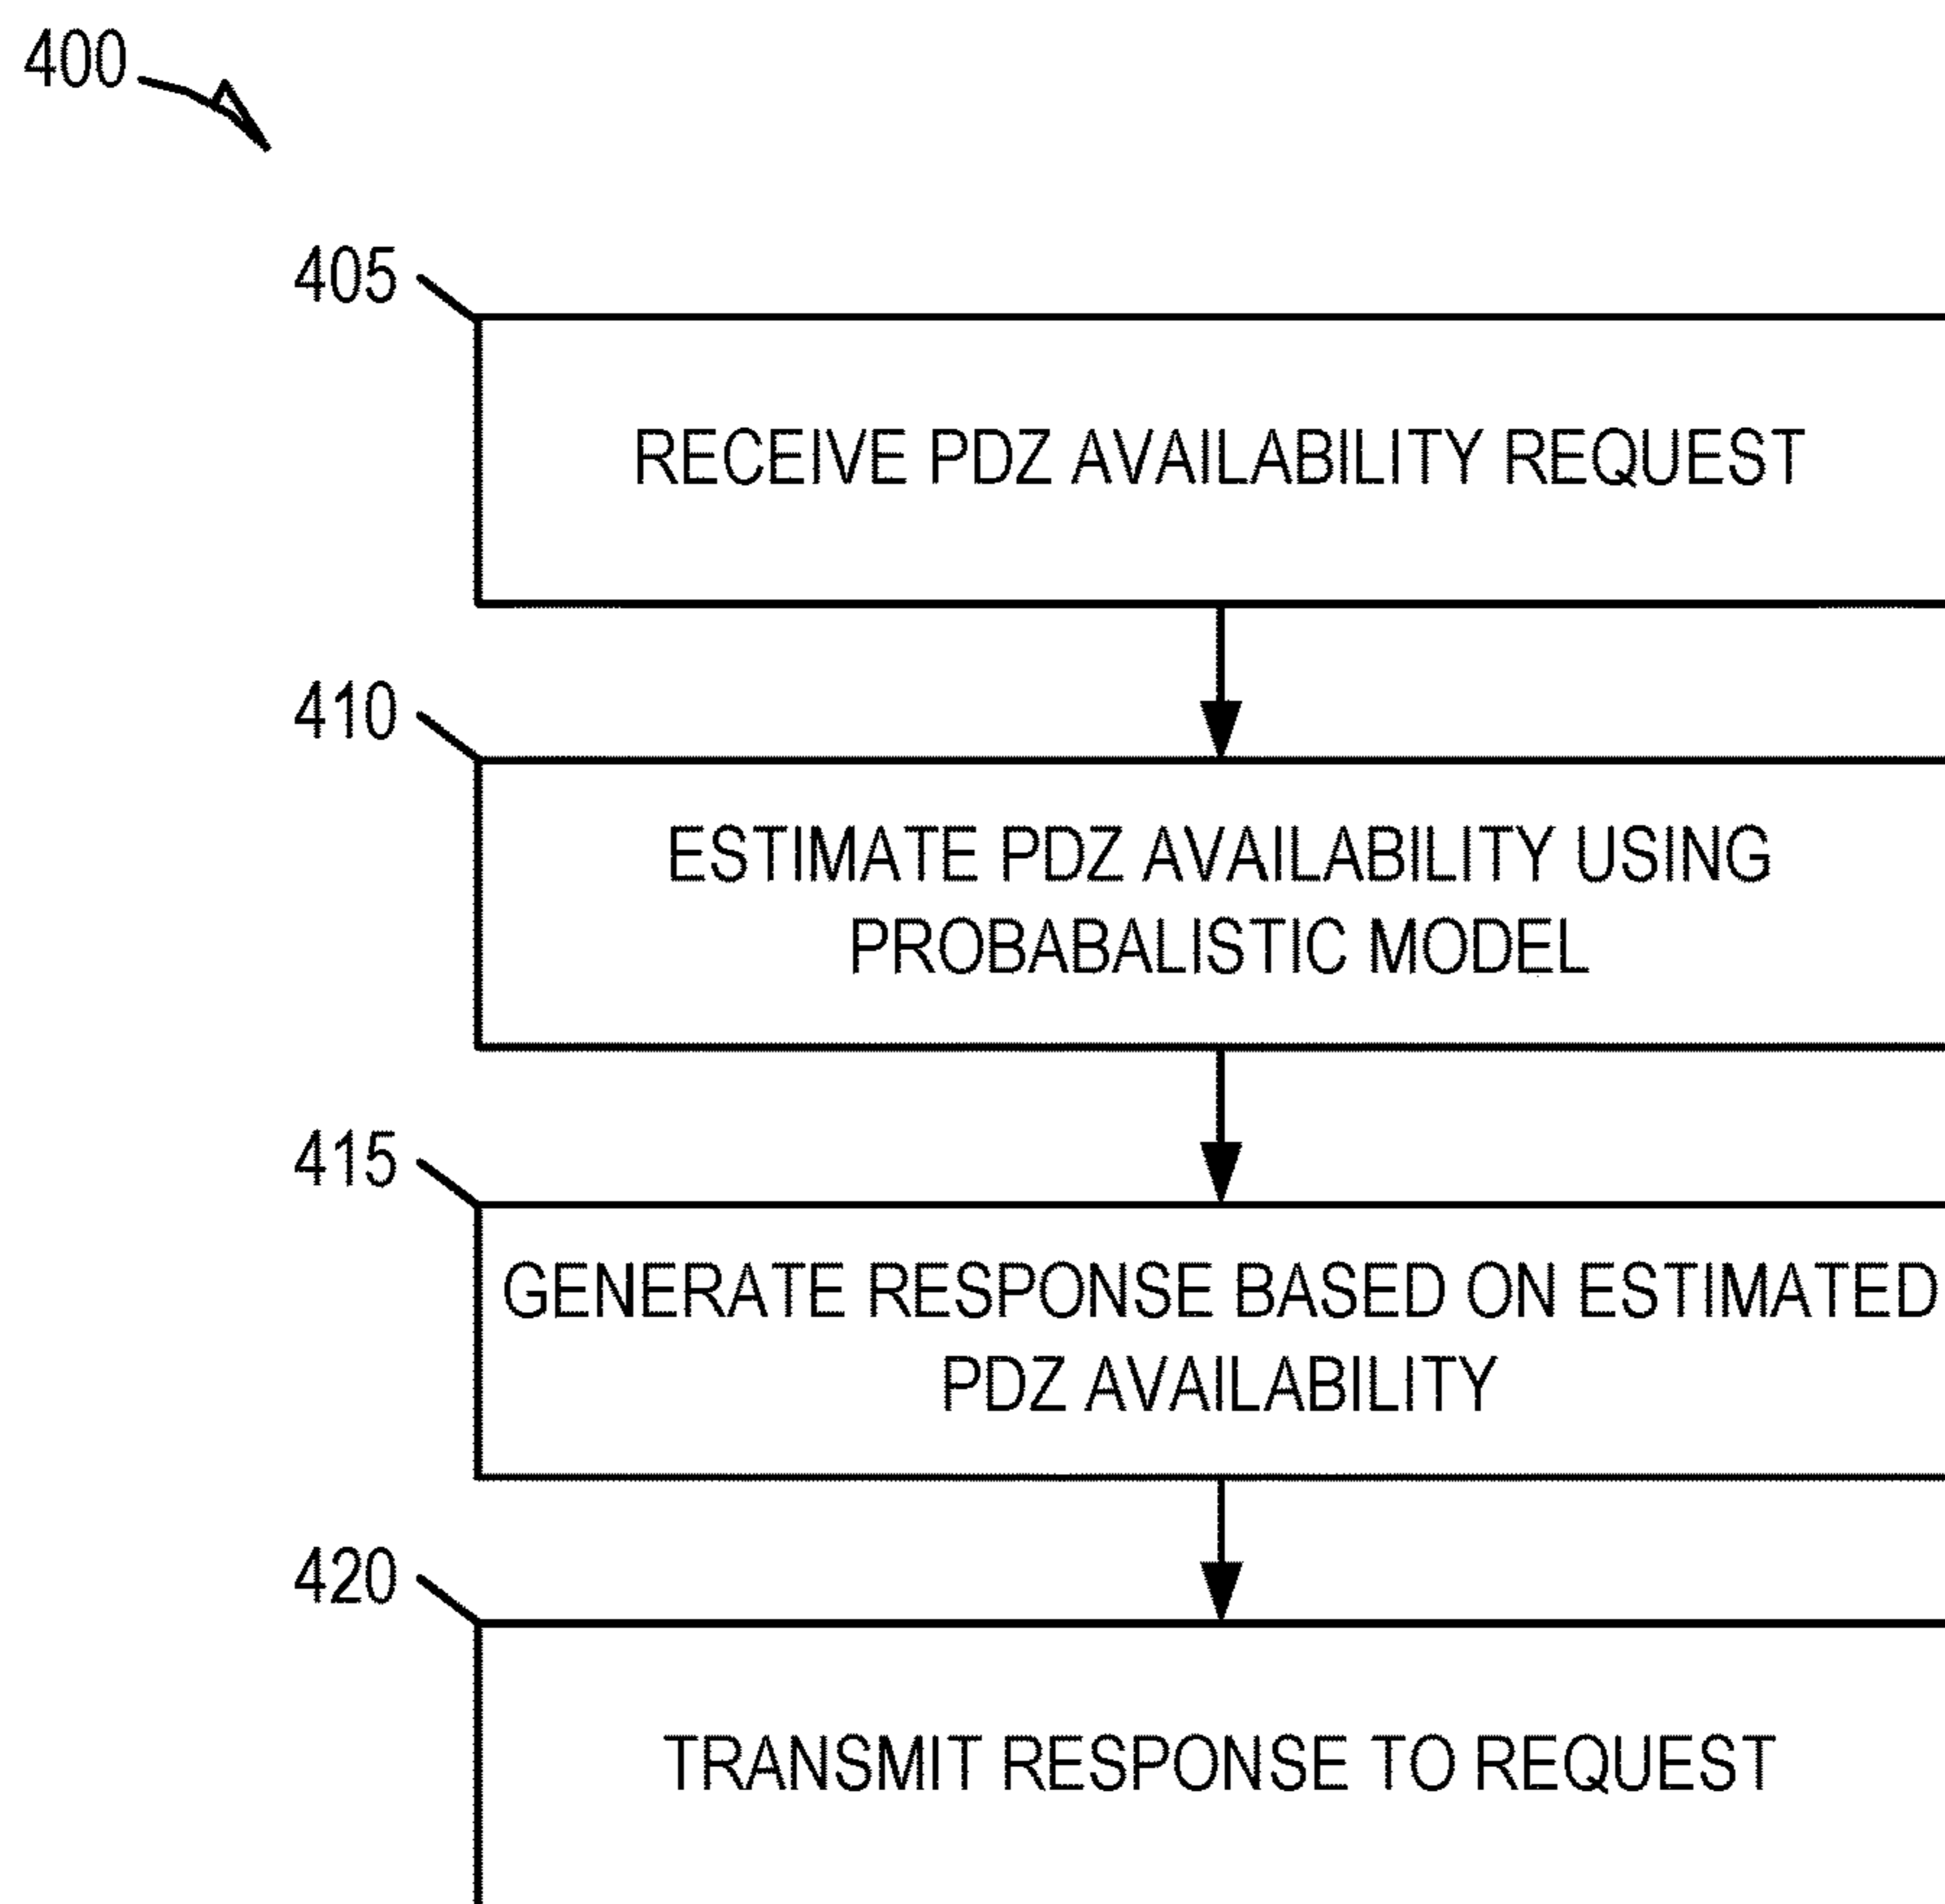 400
405
RECEIVE PDZ AVAILABILITY REQUEST
410
ESTIMATE PDZ AVAILABILITY USING
PROBABALISTIC MODEL
415
GENERATE RESPONSE BASED ON ESTIMATED
PDZ AVAILABILITY
420
TRANSMIT RESPONSE TO REQUEST